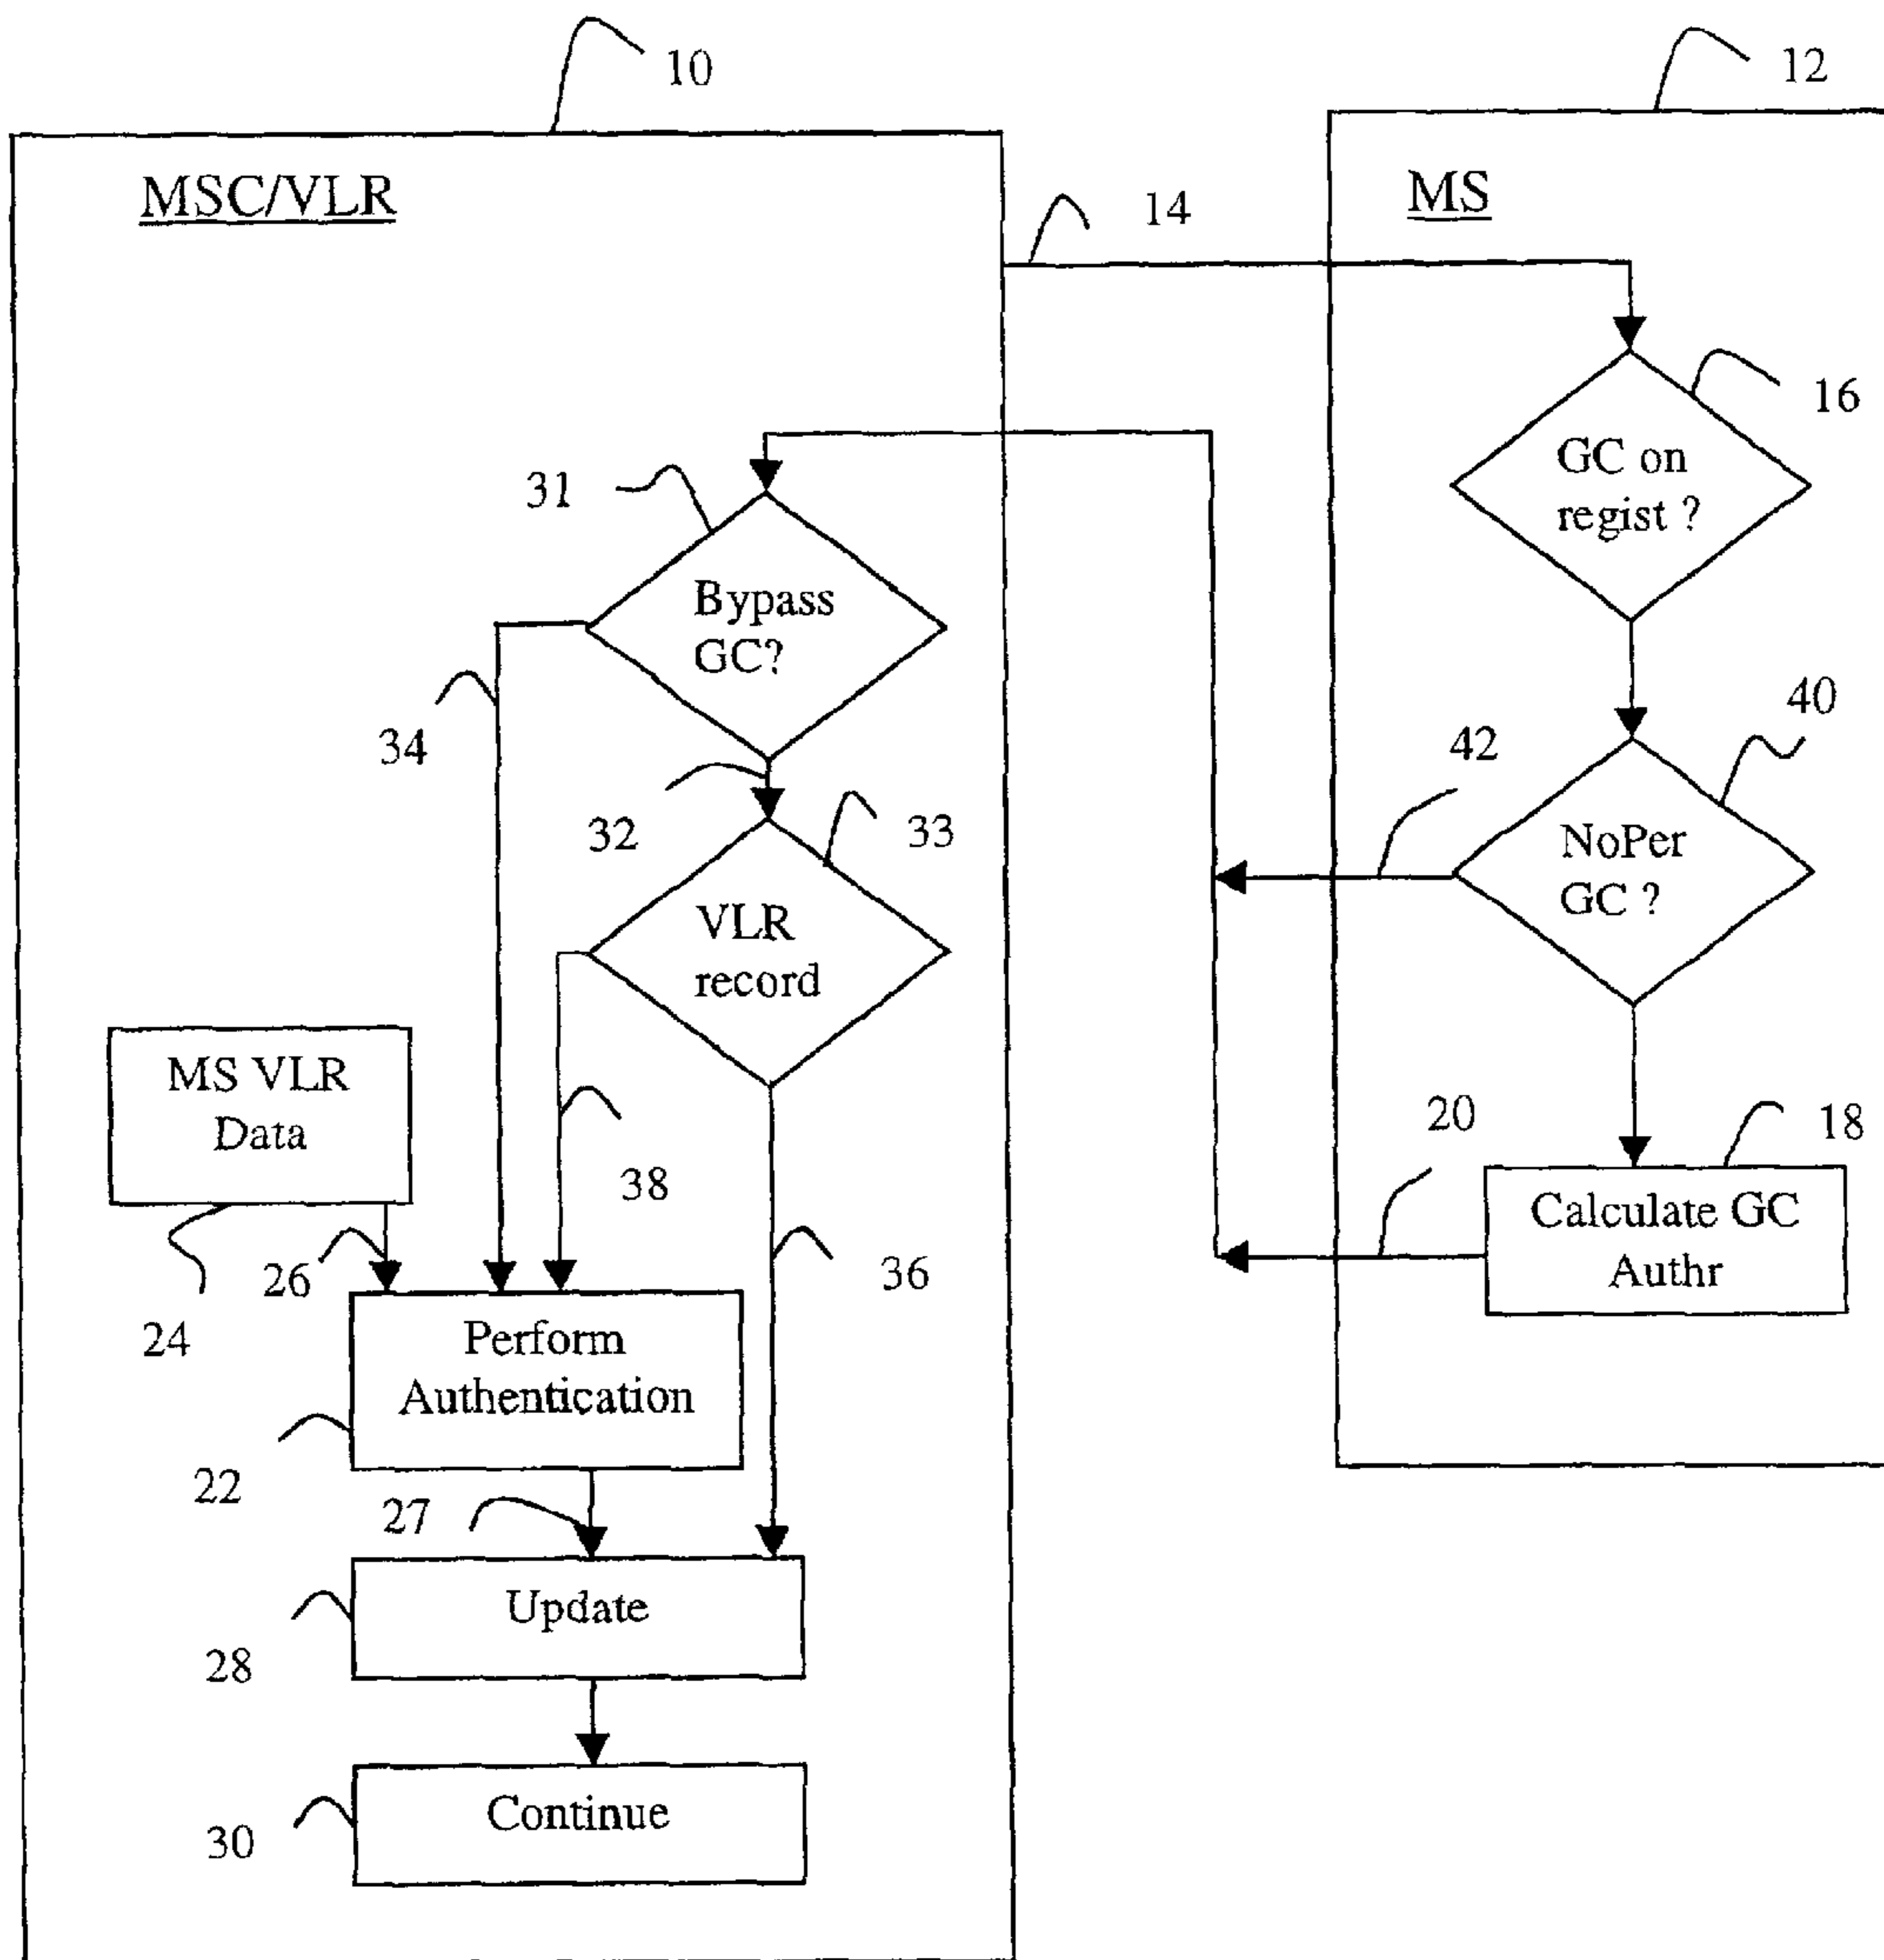 10
12
MSC/VLR
MS
14
16
GC on
regist ?
31
Bypass
GC?
34
42
40
32
33
NoPer
GC ?
VLR
record
MS VLR
Data
20
18
38
Calculate GC
Authr
26
36
24
Perform
Authentication
22
27
Update
28
Continue
30